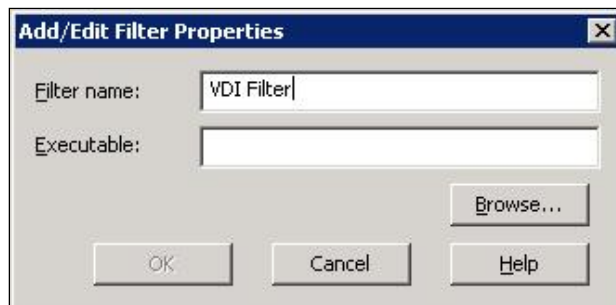 Add/Edit Filter Properties
Filter name: VDI Filter
Executable:
Browse...
OK Cancel Help